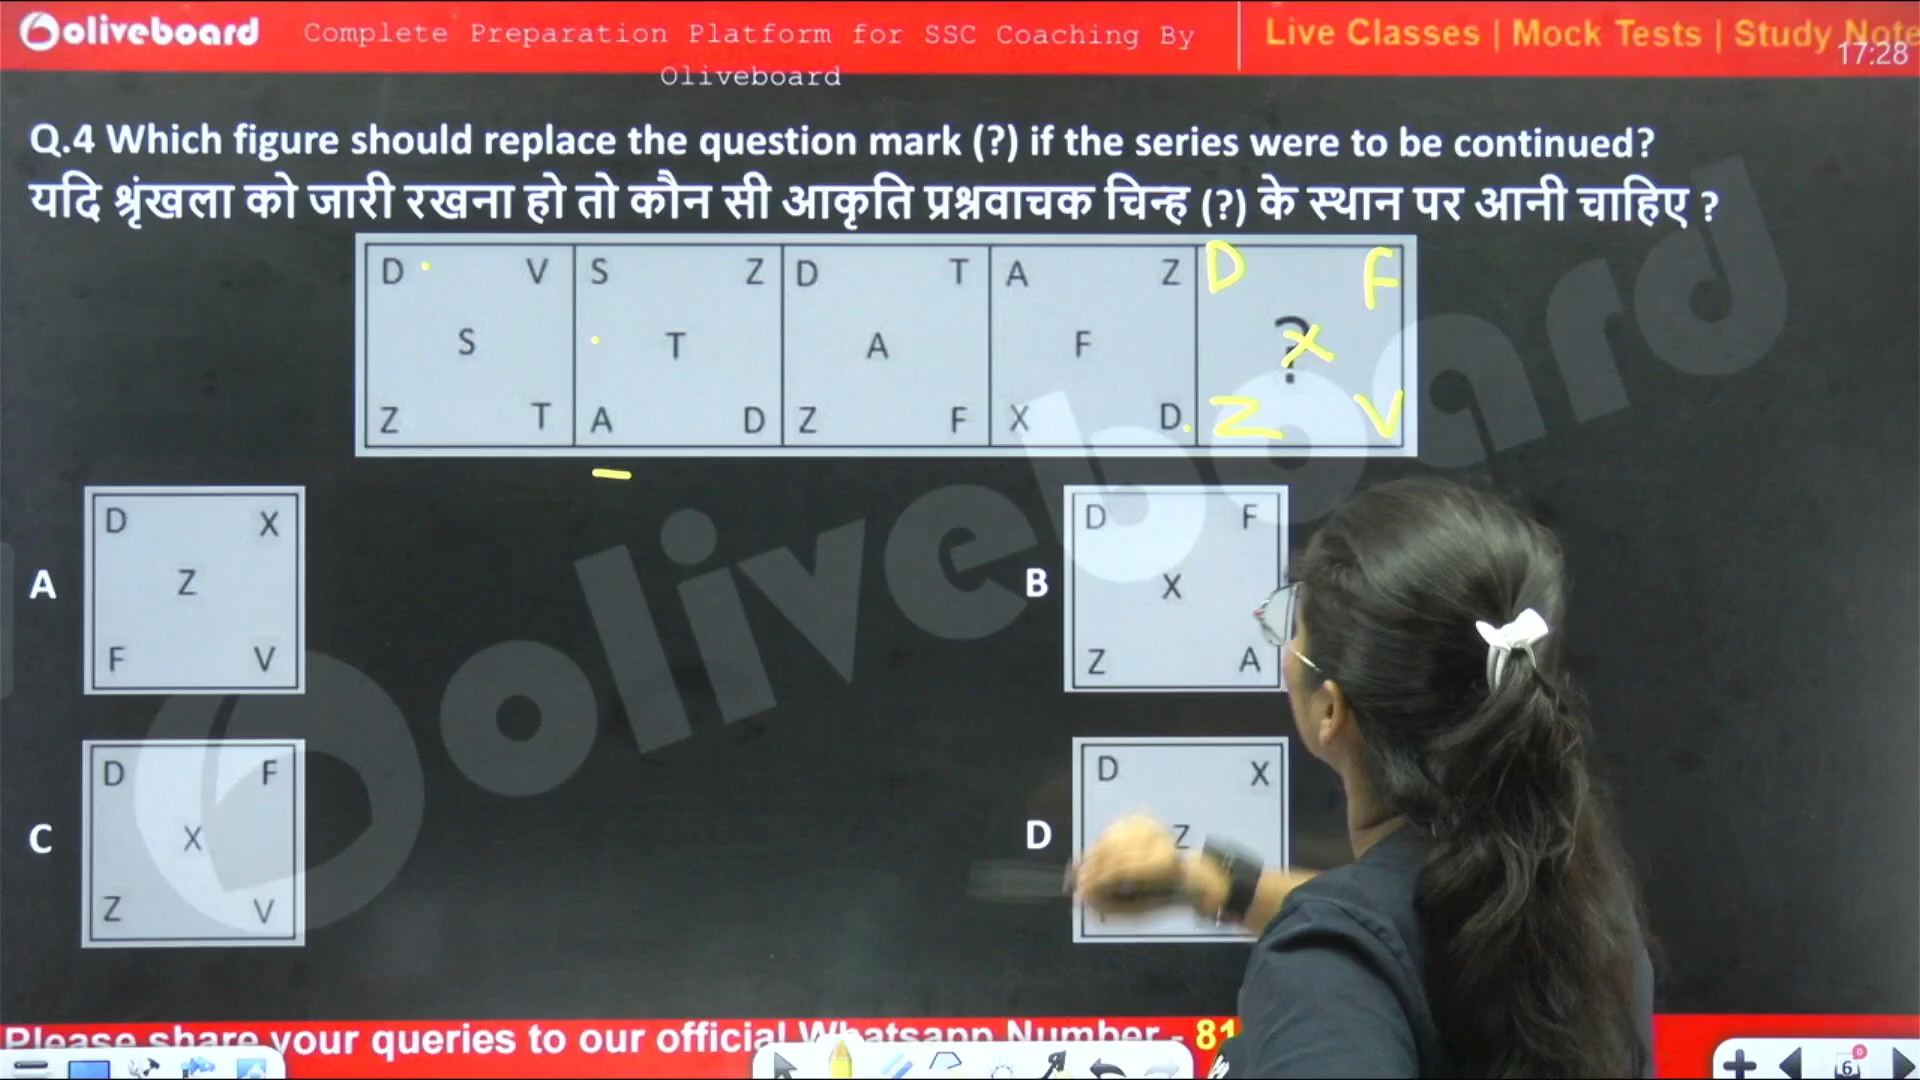 oliveboard
Complete Preparation Platform for SSC Coaching By
Oliveboard
Live Classes | Mock Tests | Study Note
17:28
Q.4 Which figure should replace the question mark (?) if the series were to be continued?
यदि श्रृंखला को जारी रखना हो तो कौन सी आकृति प्रश्नवाचक चिन्ह (?) के स्थान पर आनी चाहिए ?
D V S Z D T A Z D F
S T A F ? X
Z T A D Z F X D Z V
A
D X
Z
F V
B
D F
X
Z A
C
D F
X
Z V
D
D X
Z
oliveboard
Please share your queries to our official Whatsapp Number - 81
6